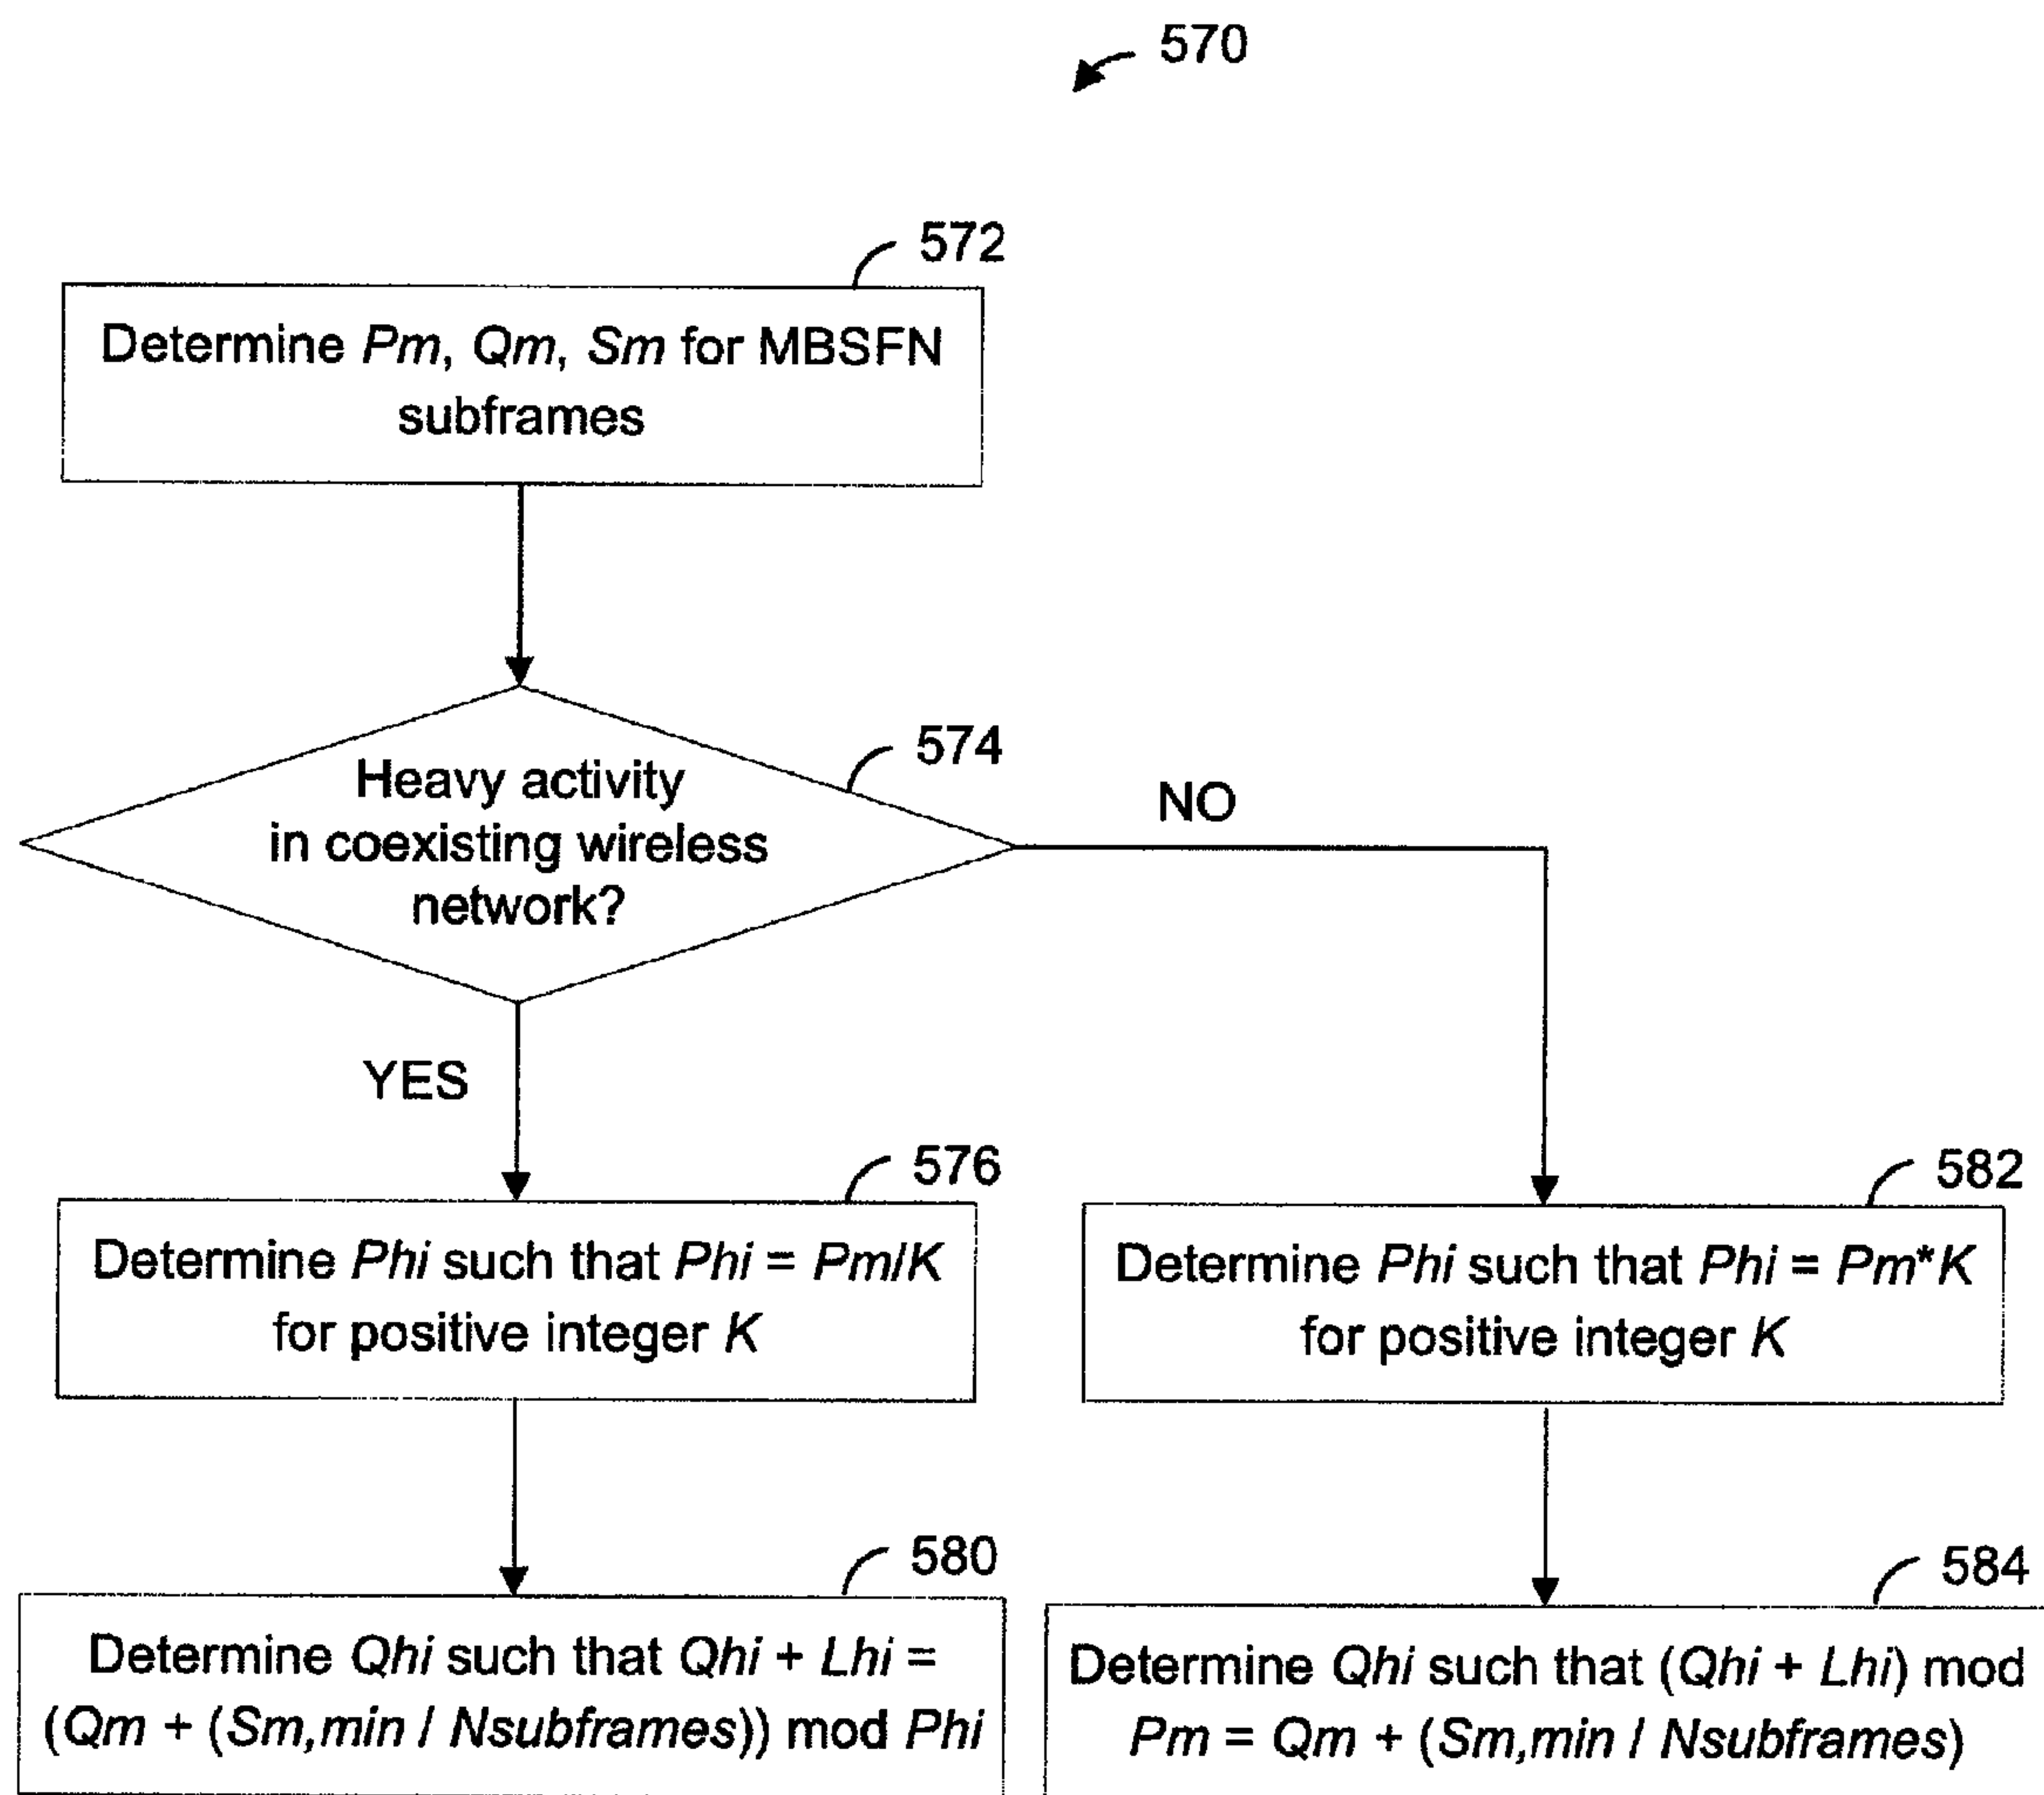 570
572
Determine Pm, Qm, Sm for MBSFN
subframes
574
Heavy activity
in coexisting wireless
network?
NO
YES
576
Determine Phi such that Phi = Pm/K
for positive integer K
582
Determine Phi such that Phi = Pm*K
for positive integer K
580
Determine Qhi such that Qhi + Lhi =
(Qm + (Sm,min / Nsubframes)) mod Phi
584
Determine Qhi such that (Qhi + Lhi) mod
Pm = Qm + (Sm,min / Nsubframes)